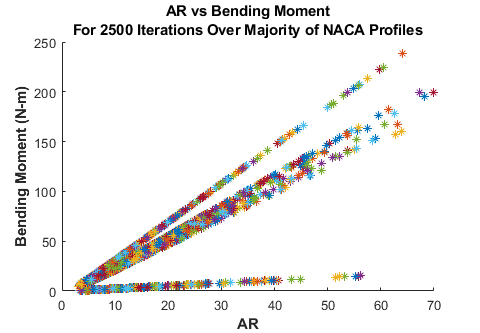 AR vs Bending Moment
For 2500 Iterations Over Majority of NACA Profiles
250
200
150
100
50
0
Bending Moment (N-m)
0 10 20 30 40 50 60 70
AR